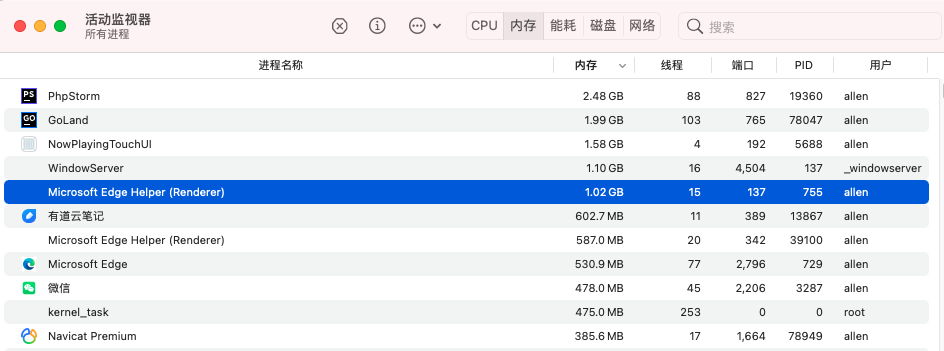 活动监视器
所有进程
CPU 内存 能耗 磁盘 网络 搜索
进程名称 内存 线程 端口 PID 用户
PS PhpStorm 2.48 GB 88 827 19360 allen
GO GoLand 1.99 GB 103 765 78047 allen
NowPlayingTouchUI 1.58 GB 4 192 5688 allen
WindowServer 1.10 GB 16 4,504 137 _windowserver
Microsoft Edge Helper (Renderer) 1.02 GB 15 137 755 allen
有道云笔记 602.7 MB 11 389 13867 allen
Microsoft Edge Helper (Renderer) 587.0 MB 20 342 39100 allen
Microsoft Edge 530.9 MB 77 2,796 729 allen
微信 478.0 MB 45 2,206 3287 allen
kernel_task 475.0 MB 253 0 0 root
Navicat Premium 385.6 MB 17 1,664 78949 allen